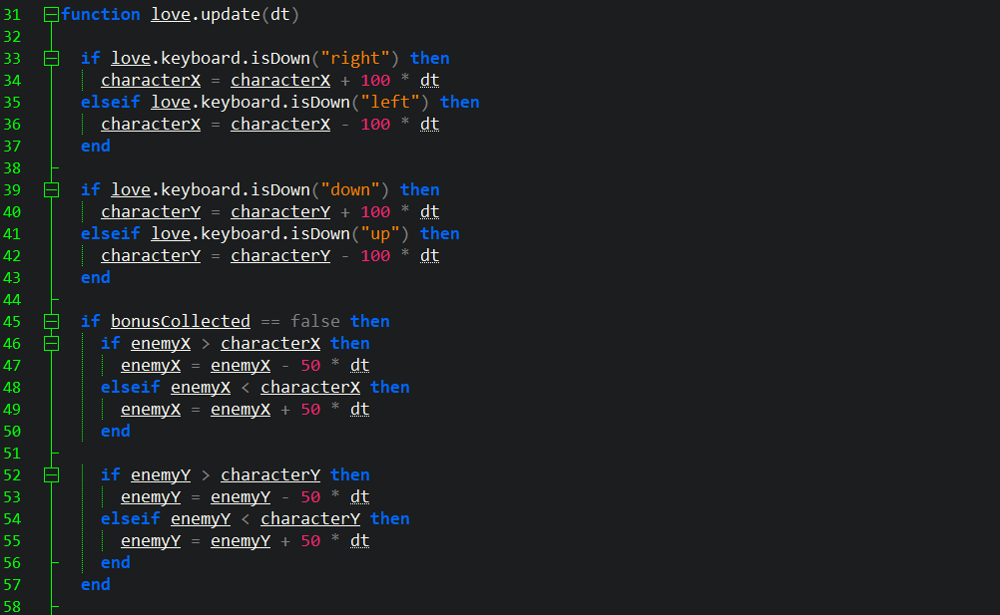 31 function love.update(dt)
32
33 if love.keyboard.isDown("right") then
34 characterX = characterX + 100 * dt
35 elseif love.keyboard.isDown("left") then
36 characterX = characterX - 100 * dt
37 end
38
39 if love.keyboard.isDown("down") then
40 characterY = characterY + 100 * dt
41 elseif love.keyboard.isDown("up") then
42 characterY = characterY - 100 * dt
43 end
44
45 if bonusCollected == false then
46 if enemyX > characterX then
47 enemyX = enemyX - 50 * dt
48 elseif enemyX < characterX then
49 enemyX = enemyX + 50 * dt
50 end
51
52 if enemyY > characterY then
53 enemyY = enemyY - 50 * dt
54 elseif enemyY < characterY then
55 enemyY = enemyY + 50 * dt
56 end
57 end
58